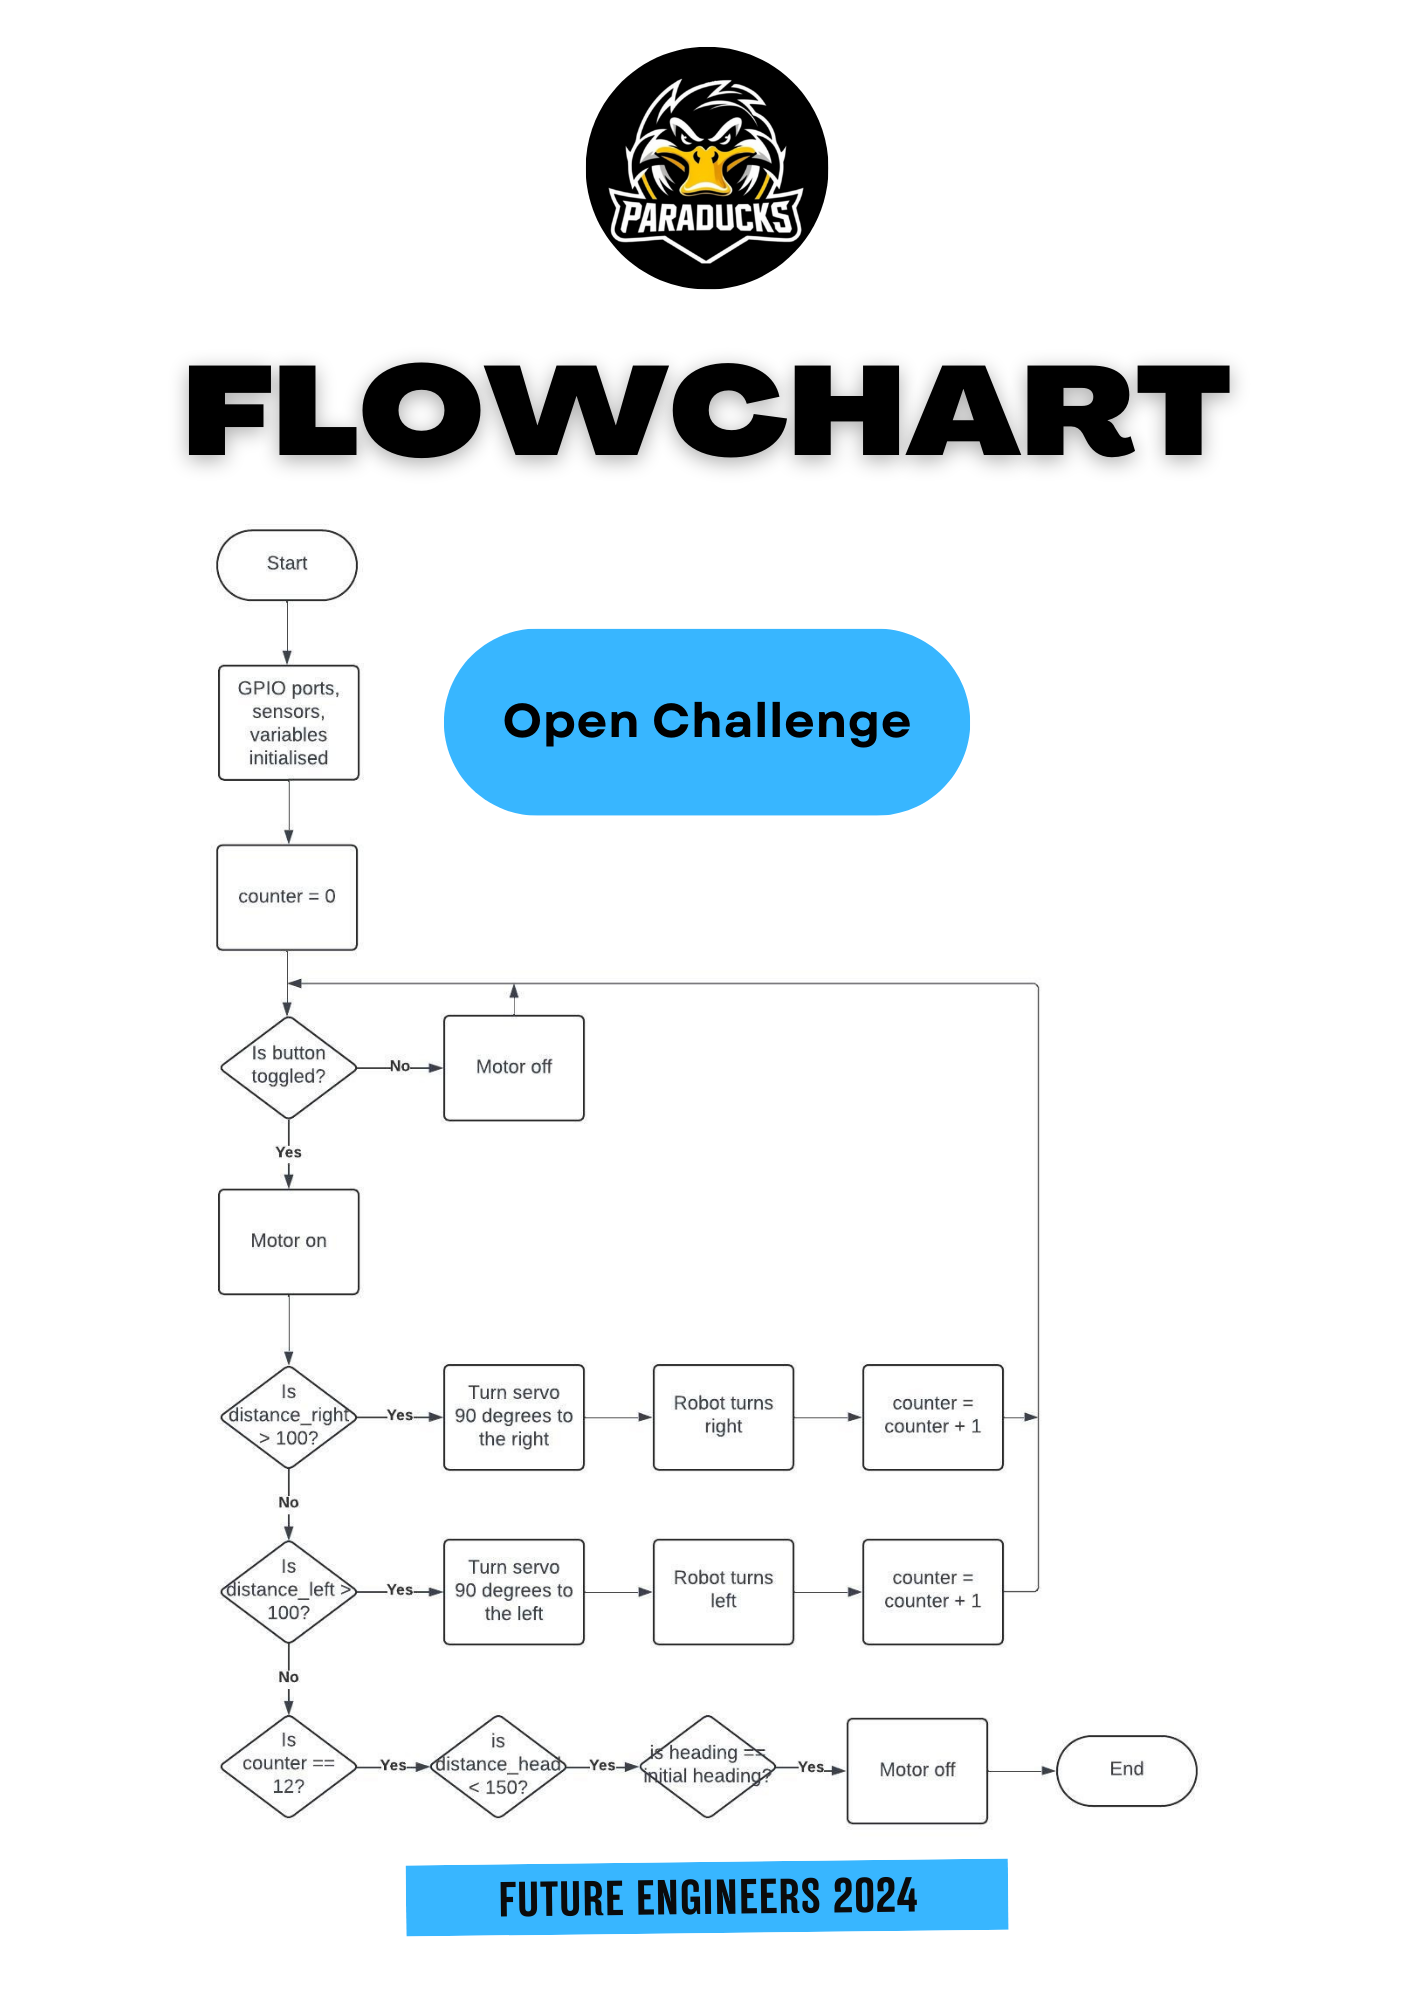 PARADUCKS
FLOWCHART
Start
GPIO ports,
sensors,
variables
initialised
Open Challenge
counter = 0
Is button
toggled?
No
Motor off
Yes
Motor on
Is
distance_right
> 100?
Yes
Turn servo
90 degrees to
the right
Robot turns
right
counter =
counter + 1
No
Is
distance_left >
100?
Yes
Turn servo
90 degrees to
the left
Robot turns
left
counter =
counter + 1
No
Is
counter ==
12?
Yes
is
distance_head
< 150?
Yes
is heading ==
initial heading?
Yes
Motor off
End
FUTURE ENGINEERS 2024